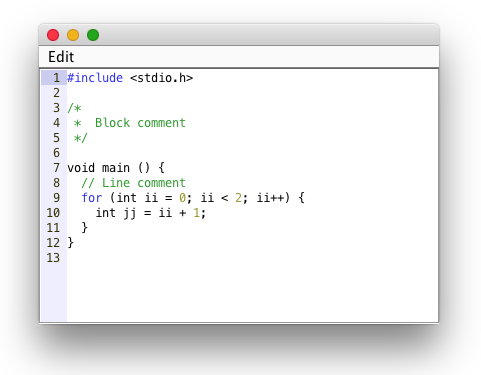 Edit
1 #include <stdio.h>
2
3 /*
4  *  Block comment
5  */
6
7 void main () {
8   // Line comment
9   for (int ii = 0; ii < 2; ii++) {
10     int jj = ii + 1;
11   }
12 }
13